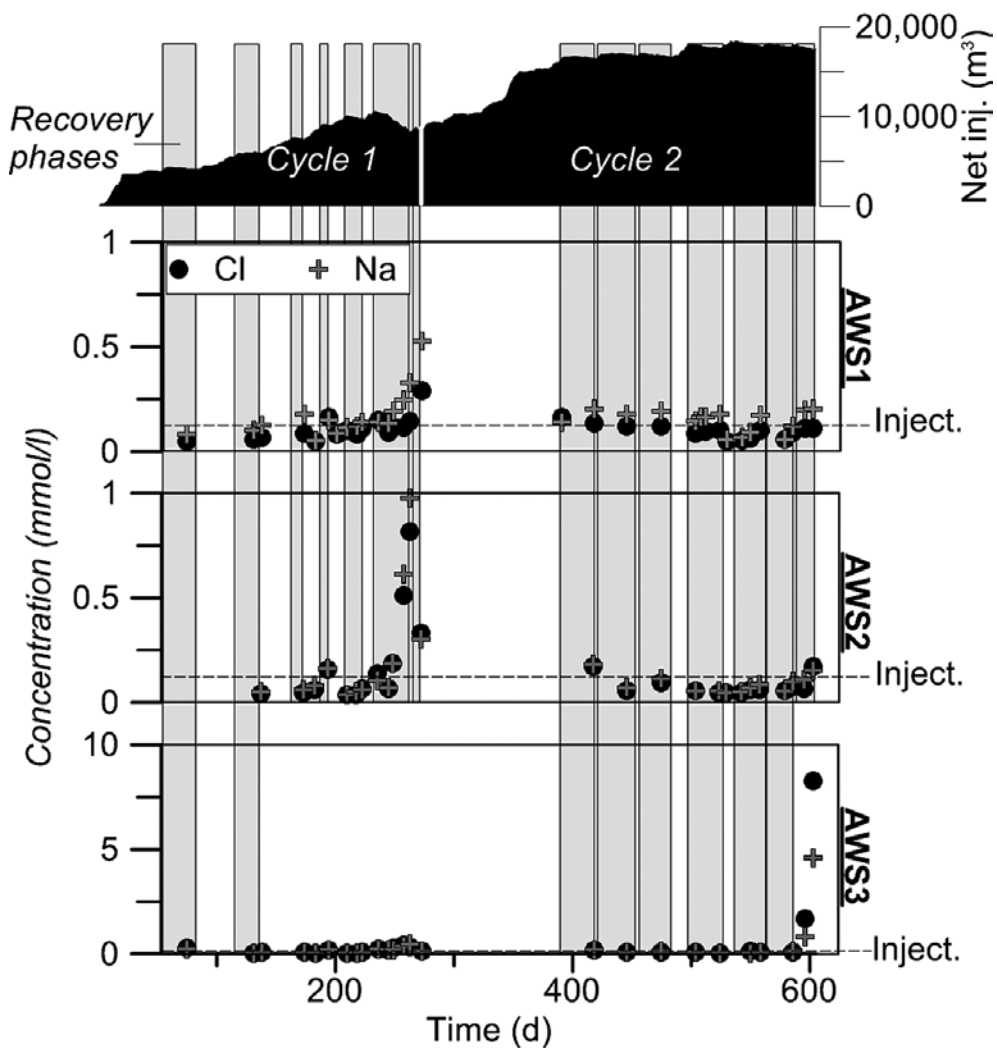 20,000
10,000
0
Net inj. (m³)
Recovery
phases
Cycle 1
Cycle 2
Cl
Na
1
0.5
0
AWS1
Inject.
1
0.5
0
AWS2
Inject.
10
5
0
AWS3
Inject.
Concentration (mmol/l)
200
400
600
Time (d)